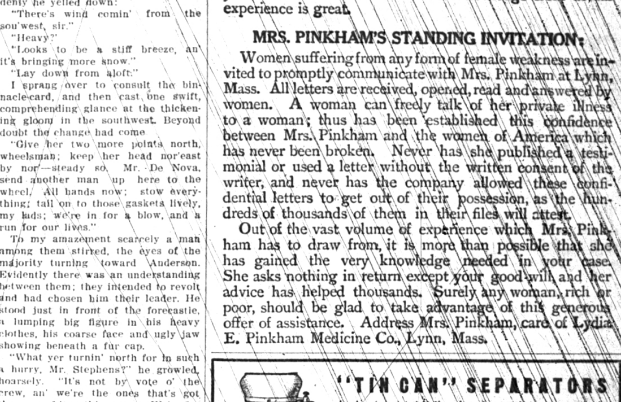 denly he yelled down:
"There's wind comin' from the
sou'west, sir."
"Heavy?"
"Looks to be a stiff breeze, an'
it's bringing more snow."
"Lay down from aloft."
I sprang over to consult the bin-
nacle-card, and then cast one swift,
comprehending glance at the thicken-
ing gloom in the southwest. Beyond
doubt the change had come
"Give her two more points north,
wheelsman; keep her head nor'east
by nor'—steady so, Mr. De Nova,
send another man up here to the
wheel. All hands now; stow every-
thing; tail on to those gaskets lively,
my lads; we're in for a blow, and a
run for our lives."
To my amazement scarcely a man
among them stirred, the eyes of the
majority turning toward Anderson.
Evidently there was an understanding
between them; they intended to revolt
and had chosen him their leader. He
stood just in front of the forecastle,
a lumping big figure in his heavy
clothes, his coarse face and ugly jaw
showing beneath a fur cap.
"What yer turnin' north for in such
a hurry, Mr. Stephens?" he growled,
hoarsely. "It's not by vote o' the
crew, an' we're the ones that's got
experience is great.
MRS. PINKHAM'S STANDING INVITATION:
Women suffering from any form of female weakness are in-
vited to promptly communicate with Mrs. Pinkham at Lynn,
Mass. All letters are received, opened, read and answered by
women. A woman can freely talk of her private illness
to a woman; thus has been established this confidence
between Mrs. Pinkham and the women of America which
has never been broken. Never has she published a testi-
monial or used a letter without the written consent of the
writer, and never has the company allowed these confi-
dential letters to get out of their possession, as the hun-
dreds of thousands of them in their files will attest.
Out of the vast volume of experience which Mrs. Pink-
ham has to draw from, it is more than possible that she
has gained the very knowledge needed in your case.
She asks nothing in return except your good-will, and her
advice has helped thousands. Surely any woman, rich or
poor, should be glad to take advantage of this generous
offer of assistance. Address Mrs. Pinkham, care of Lydia
E. Pinkham Medicine Co., Lynn, Mass.
"TIN CAN" SEPARATORS